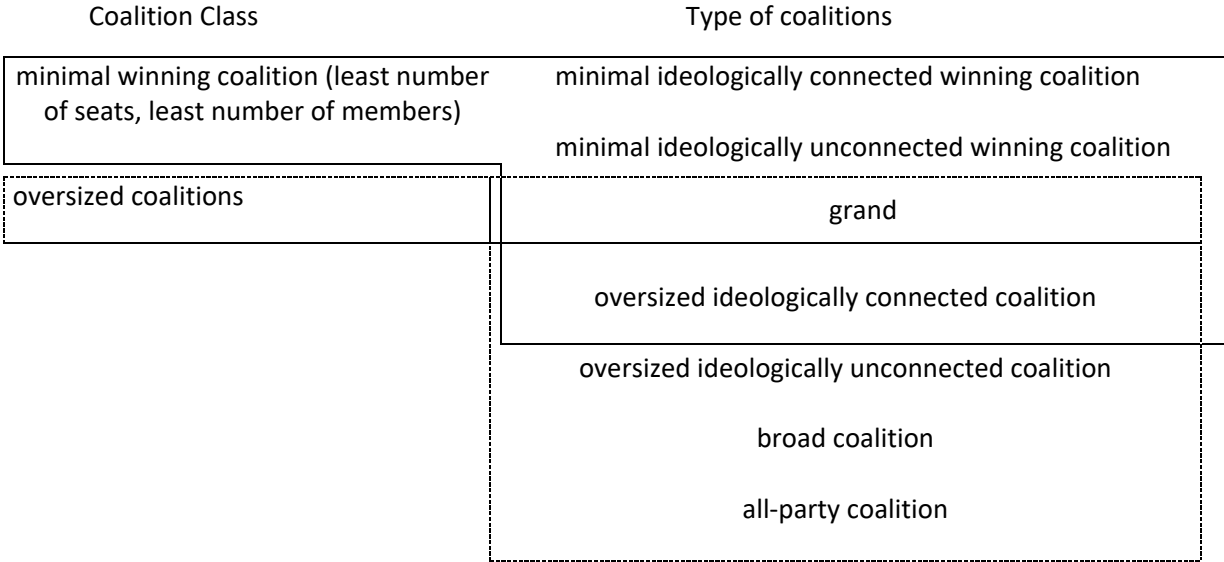 Coalition Class
Type of coalitions
minimal winning coalition (least number
of seats, least number of members)
minimal ideologically connected winning coalition
minimal ideologically unconnected winning coalition
oversized coalitions
grand
oversized ideologically connected coalition
oversized ideologically unconnected coalition
broad coalition
all-party coalition